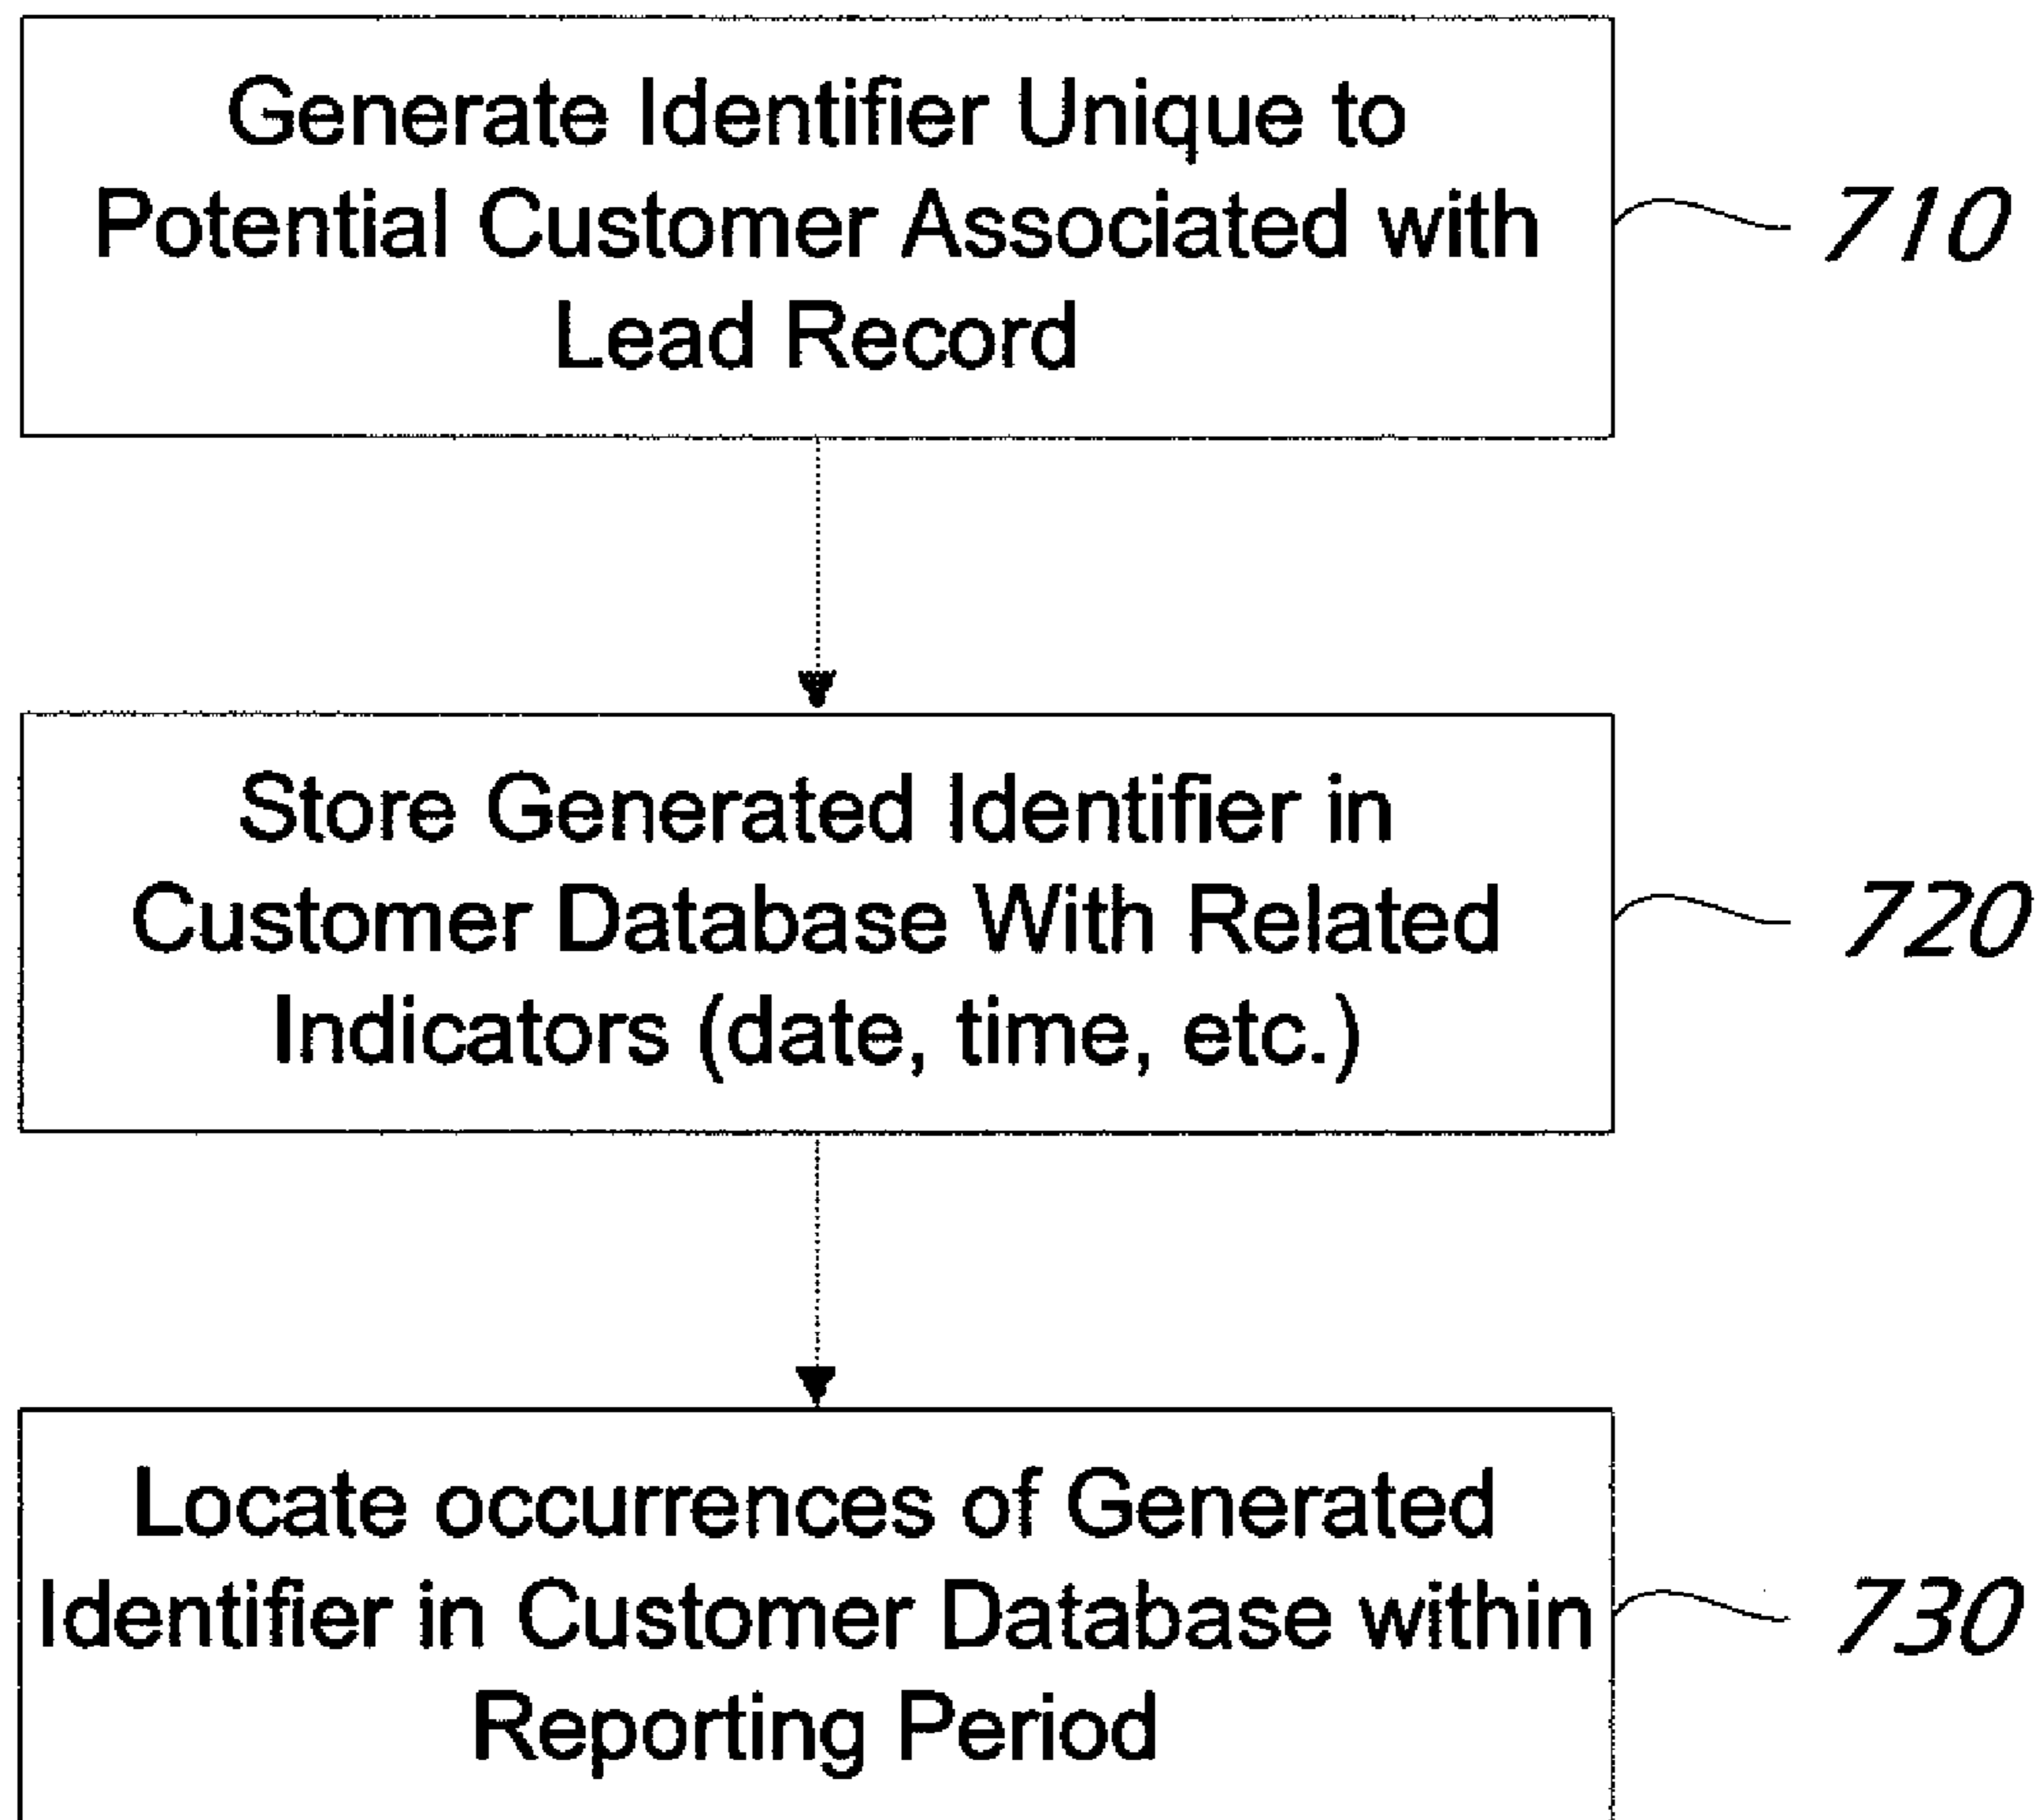 Generate Identifier Unique to
Potential Customer Associated with
Lead Record
710
Store Generated Identifier in
Customer Database With Related
Indicators (date, time, etc.)
720
Locate occurrences of Generated
Identifier in Customer Database within
Reporting Period
730